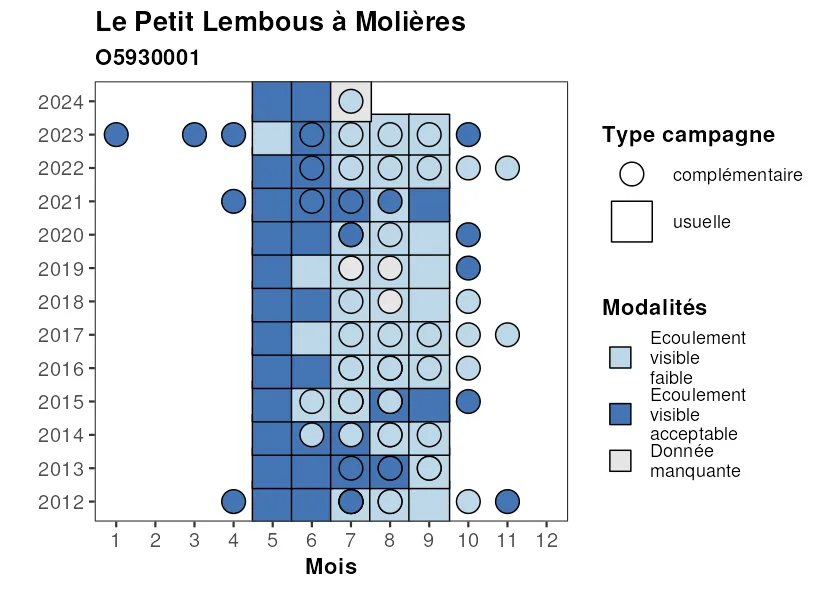 Le Petit Lembous à Molières
O5930001
2024
2023
2022
2021
2020
2019
2018
2017
2016
2015
2014
2013
2012
1 2 3 4 5 6 7 8 9 10 11 12
Mois
Type campagne
complémentaire
usuelle
Modalités
Ecoulement
visible
faible
Ecoulement
visible
acceptable
Donnée
manquante